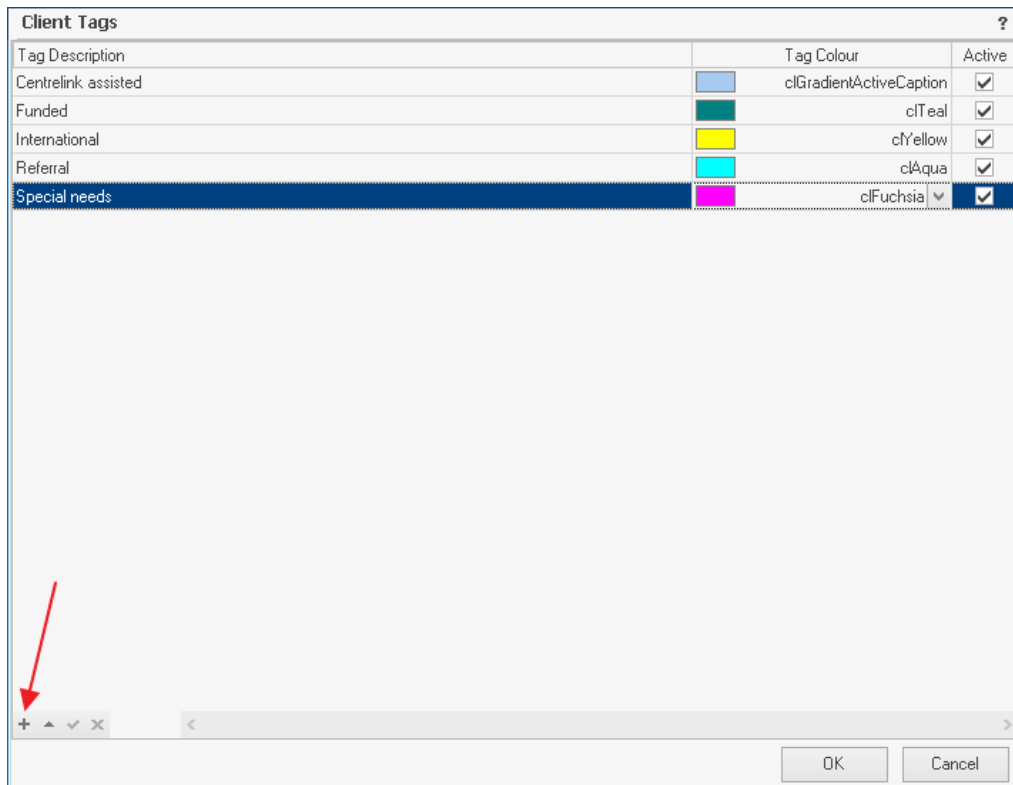 Client Tags ?
Tag Description Tag Colour Active
Centrelink assisted clGradientActiveCaption
Funded clTeal
International clYellow
Referral clAqua
Special needs clFuchsia
OK Cancel